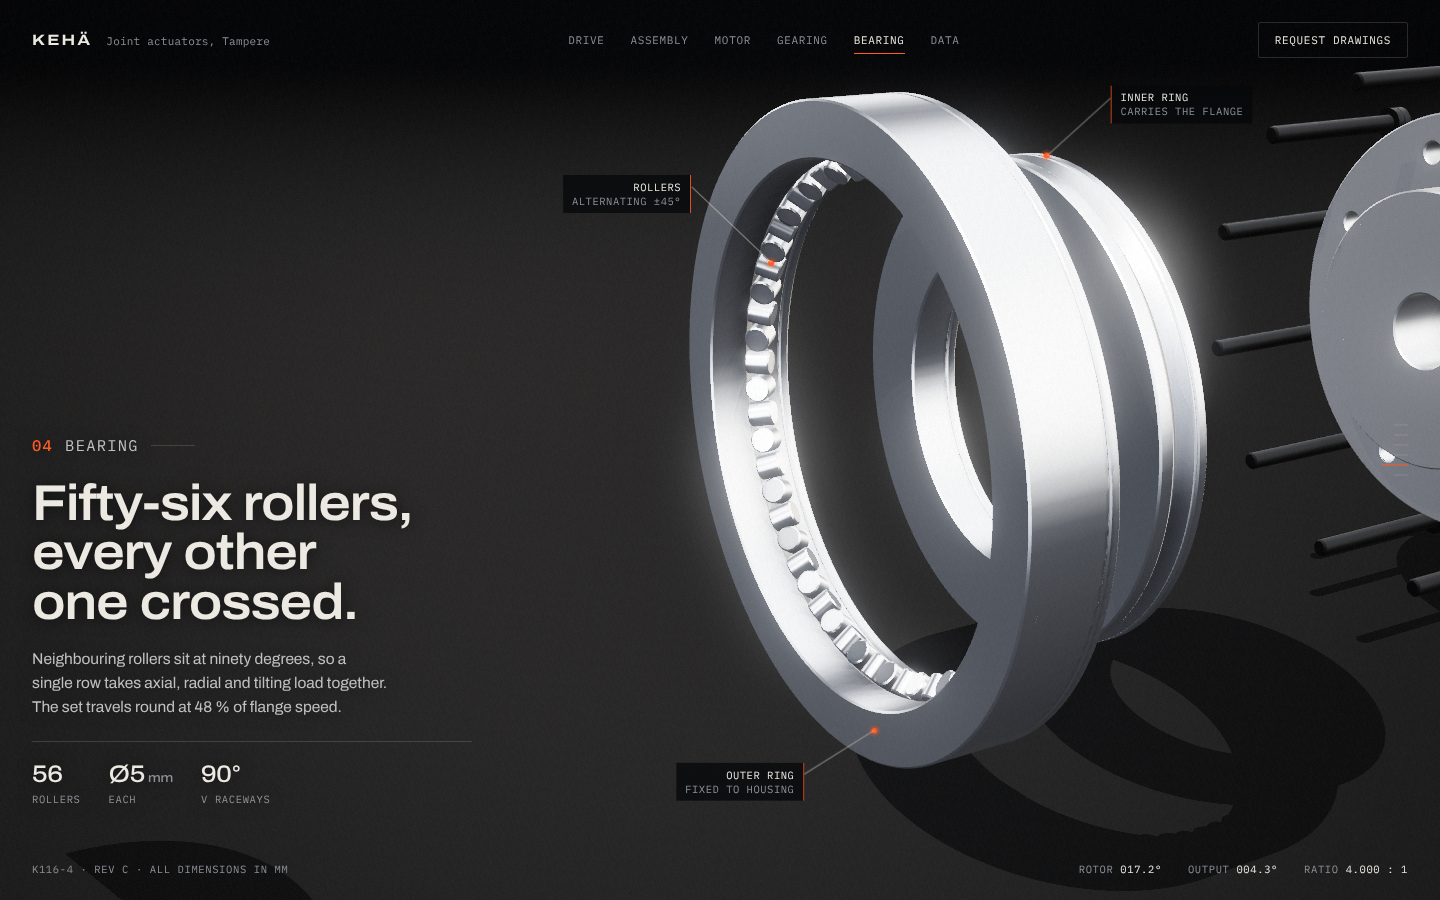 KEHÄ
Joint actuators, Tampere
DRIVE
ASSEMBLY
MOTOR
GEARING
BEARING
DATA
REQUEST DRAWINGS
INNER RING
CARRIES THE FLANGE
ROLLERS
ALTERNATING ±45°
04 BEARING
Fifty-six rollers,
every other
one crossed.
Neighbouring rollers sit at ninety degrees, so a
single row takes axial, radial and tilting load together.
The set travels round at 48 % of flange speed.
56
ROLLERS
Ø5 mm
EACH
90°
V RACEWAYS
OUTER RING
FIXED TO HOUSING
K116-4 · REV C · ALL DIMENSIONS IN MM
ROTOR 017.2°
OUTPUT 004.3°
RATIO 4.000 : 1